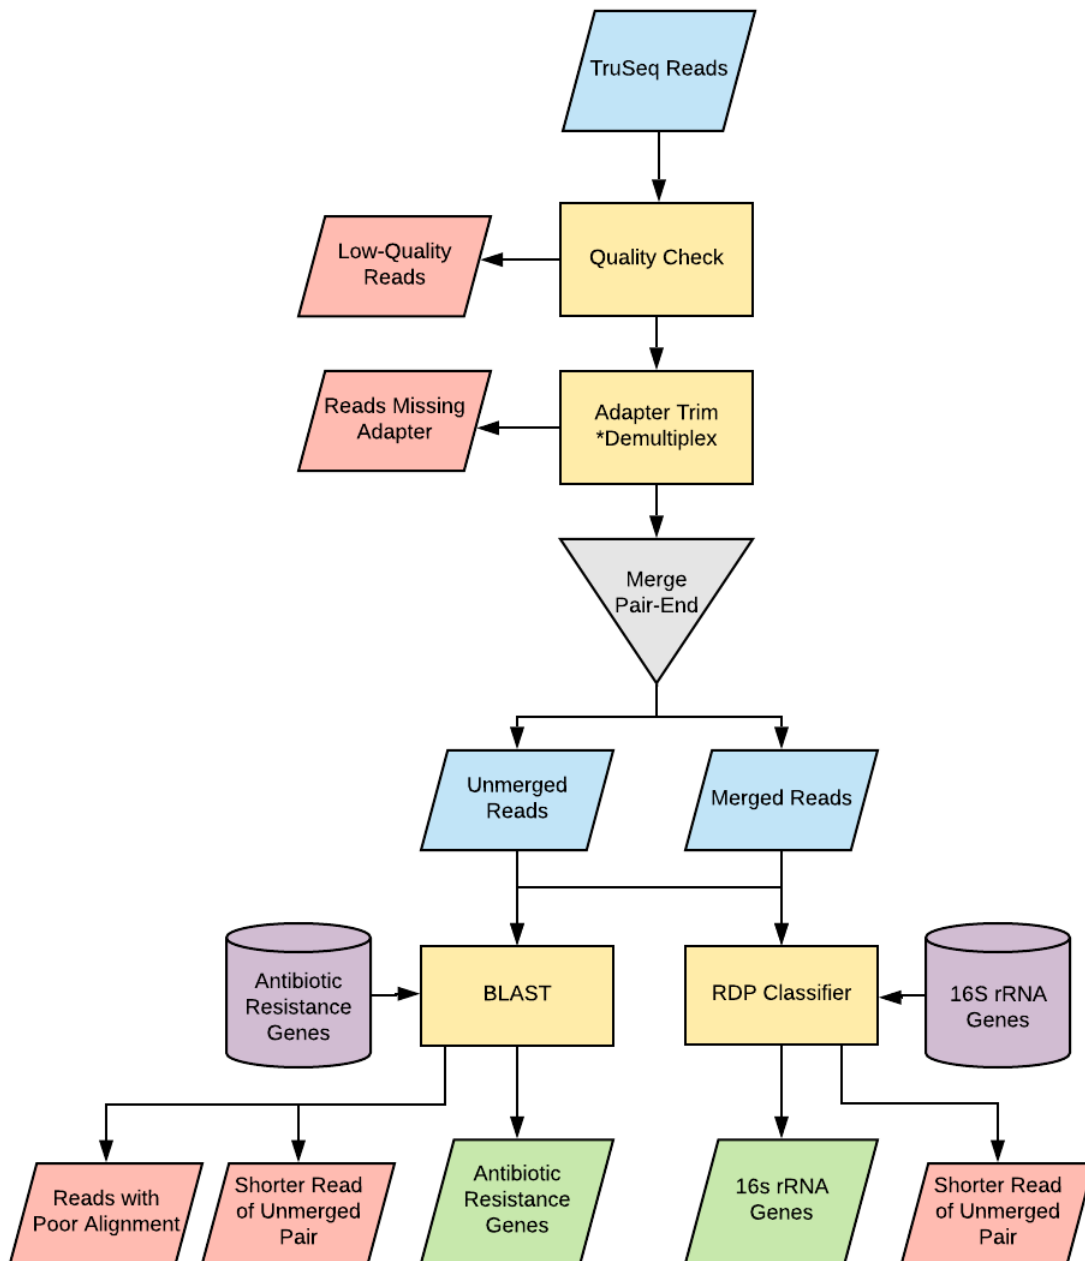 TruSeq Reads
Low-Quality
Reads
Quality Check
Reads Missing
Adapter
Adapter Trim
*Demultiplex
Merge
Pair-End
Unmerged
Reads
Merged Reads
Antibiotic
Resistance
Genes
BLAST
RDP Classifier
16S rRNA
Genes
Reads with
Poor Alignment
Shorter Read
of Unmerged
Pair
Antibiotic
Resistance
Genes
16s rRNA
Genes
Shorter Read
of Unmerged
Pair